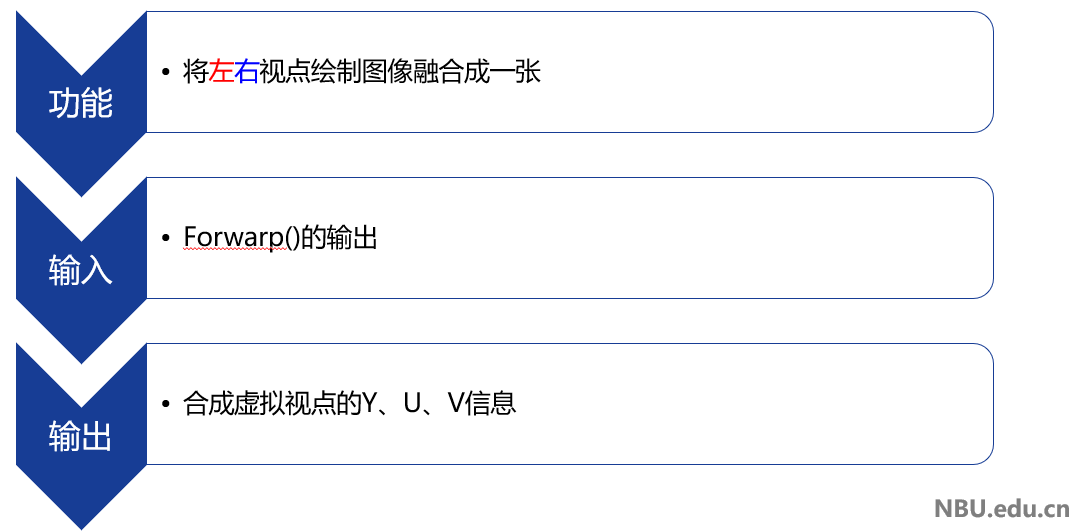 功能
• 将左右视点绘制图像融合成一张
输入
• Forwarp()的输出
输出
• 合成虚拟视点的Y、U、V信息
NBU.edu.cn